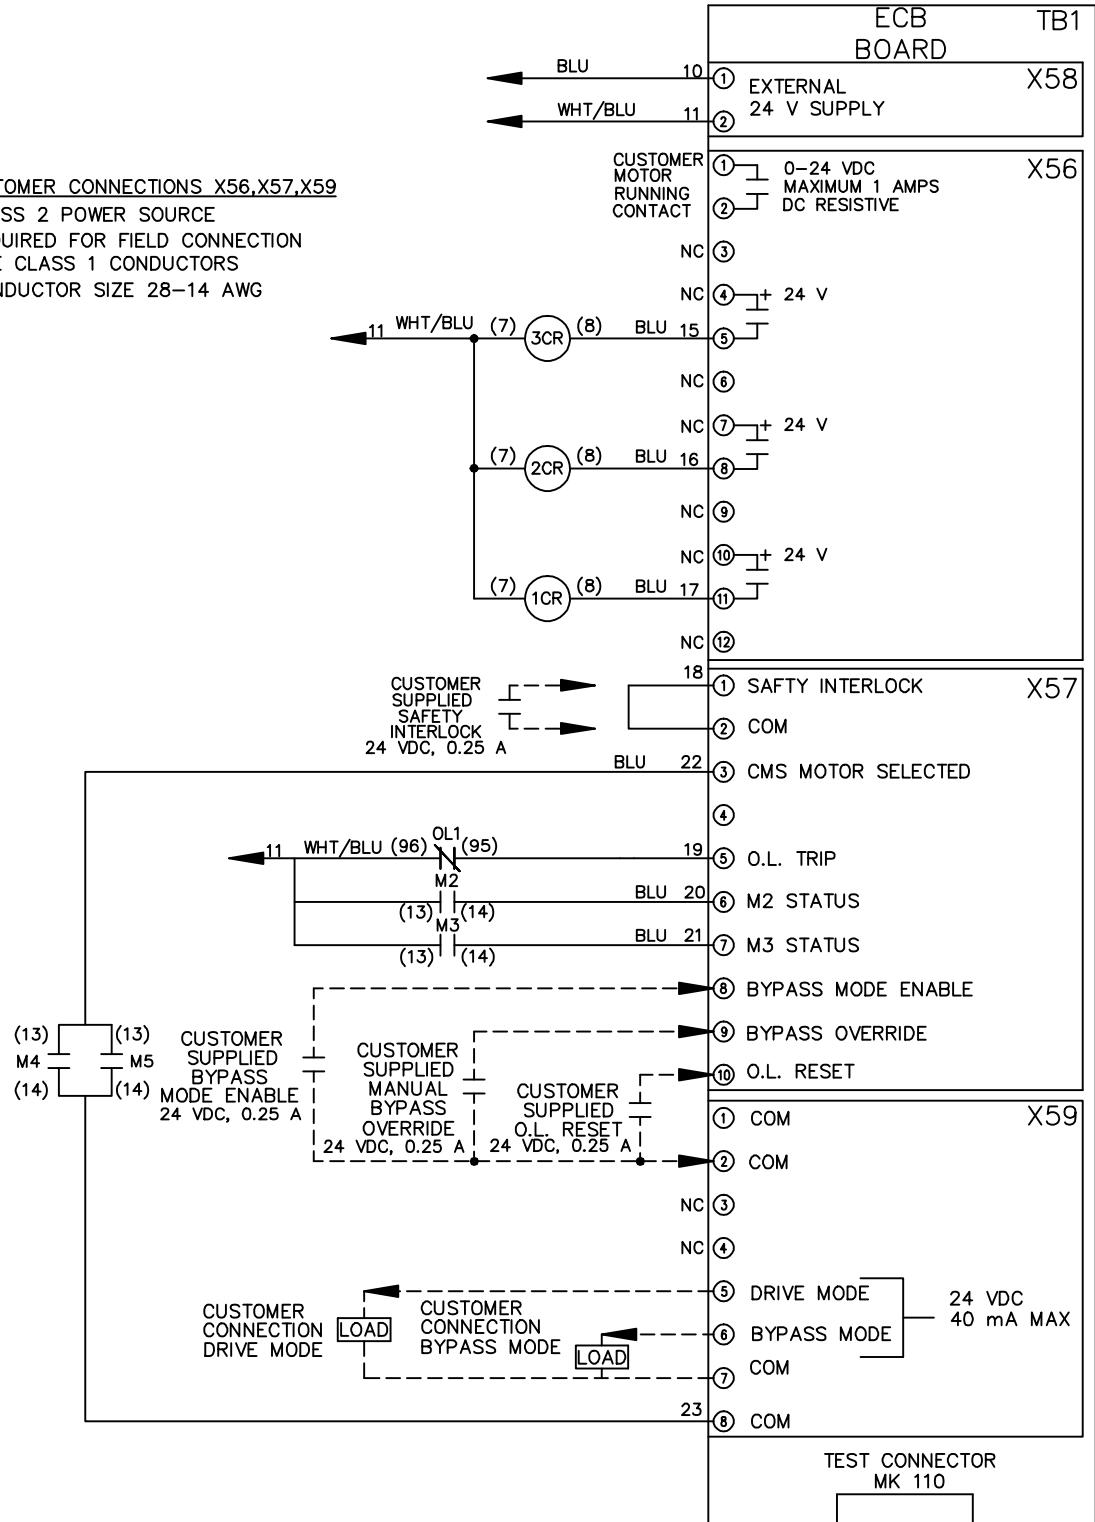 ECB TB1
BOARD
BLU 10 1 EXTERNAL X58
24 V SUPPLY
WHT/BLU 11 2
TOMER CONNECTIONS X56,X57,X59
SS 2 POWER SOURCE
QUIRED FOR FIELD CONNECTION
E CLASS 1 CONDUCTORS
NDUCTOR SIZE 28-14 AWG
CUSTOMER
MOTOR
RUNNING
CONTACT
1 0-24 VDC X56
MAXIMUM 1 AMPS
2 DC RESISTIVE
NC 3
NC 4 + 24 V
11 WHT/BLU (7) 3CR (8) BLU 15 5
NC 6
NC 7 + 24 V
(7) 2CR (8) BLU 16 8
NC 9
NC 10 + 24 V
(7) 1CR (8) BLU 17 11
NC 12
CUSTOMER
SUPPLIED
SAFETY
INTERLOCK
24 VDC, 0.25 A
18 1 SAFTY INTERLOCK X57
2 COM
BLU 22 3 CMS MOTOR SELECTED
4
11 WHT/BLU (96) OL1 (95) 19 5 O.L. TRIP
M2
(13) (14) BLU 20 6 M2 STATUS
M3
(13) (14) BLU 21 7 M3 STATUS
8 BYPASS MODE ENABLE
9 BYPASS OVERRIDE
10 O.L. RESET
(13) (13)
M4 M5
(14) (14)
CUSTOMER
SUPPLIED
BYPASS
MODE ENABLE
24 VDC, 0.25 A
CUSTOMER
SUPPLIED
MANUAL
BYPASS
OVERRIDE
24 VDC, 0.25 A
CUSTOMER
SUPPLIED
O.L. RESET
24 VDC, 0.25 A
1 COM X59
2 COM
NC 3
NC 4
5 DRIVE MODE
6 BYPASS MODE
24 VDC
40 mA MAX
CUSTOMER
CONNECTION
DRIVE MODE
LOAD
CUSTOMER
CONNECTION
BYPASS MODE
LOAD
7 COM
23 8 COM
TEST CONNECTOR
MK 110